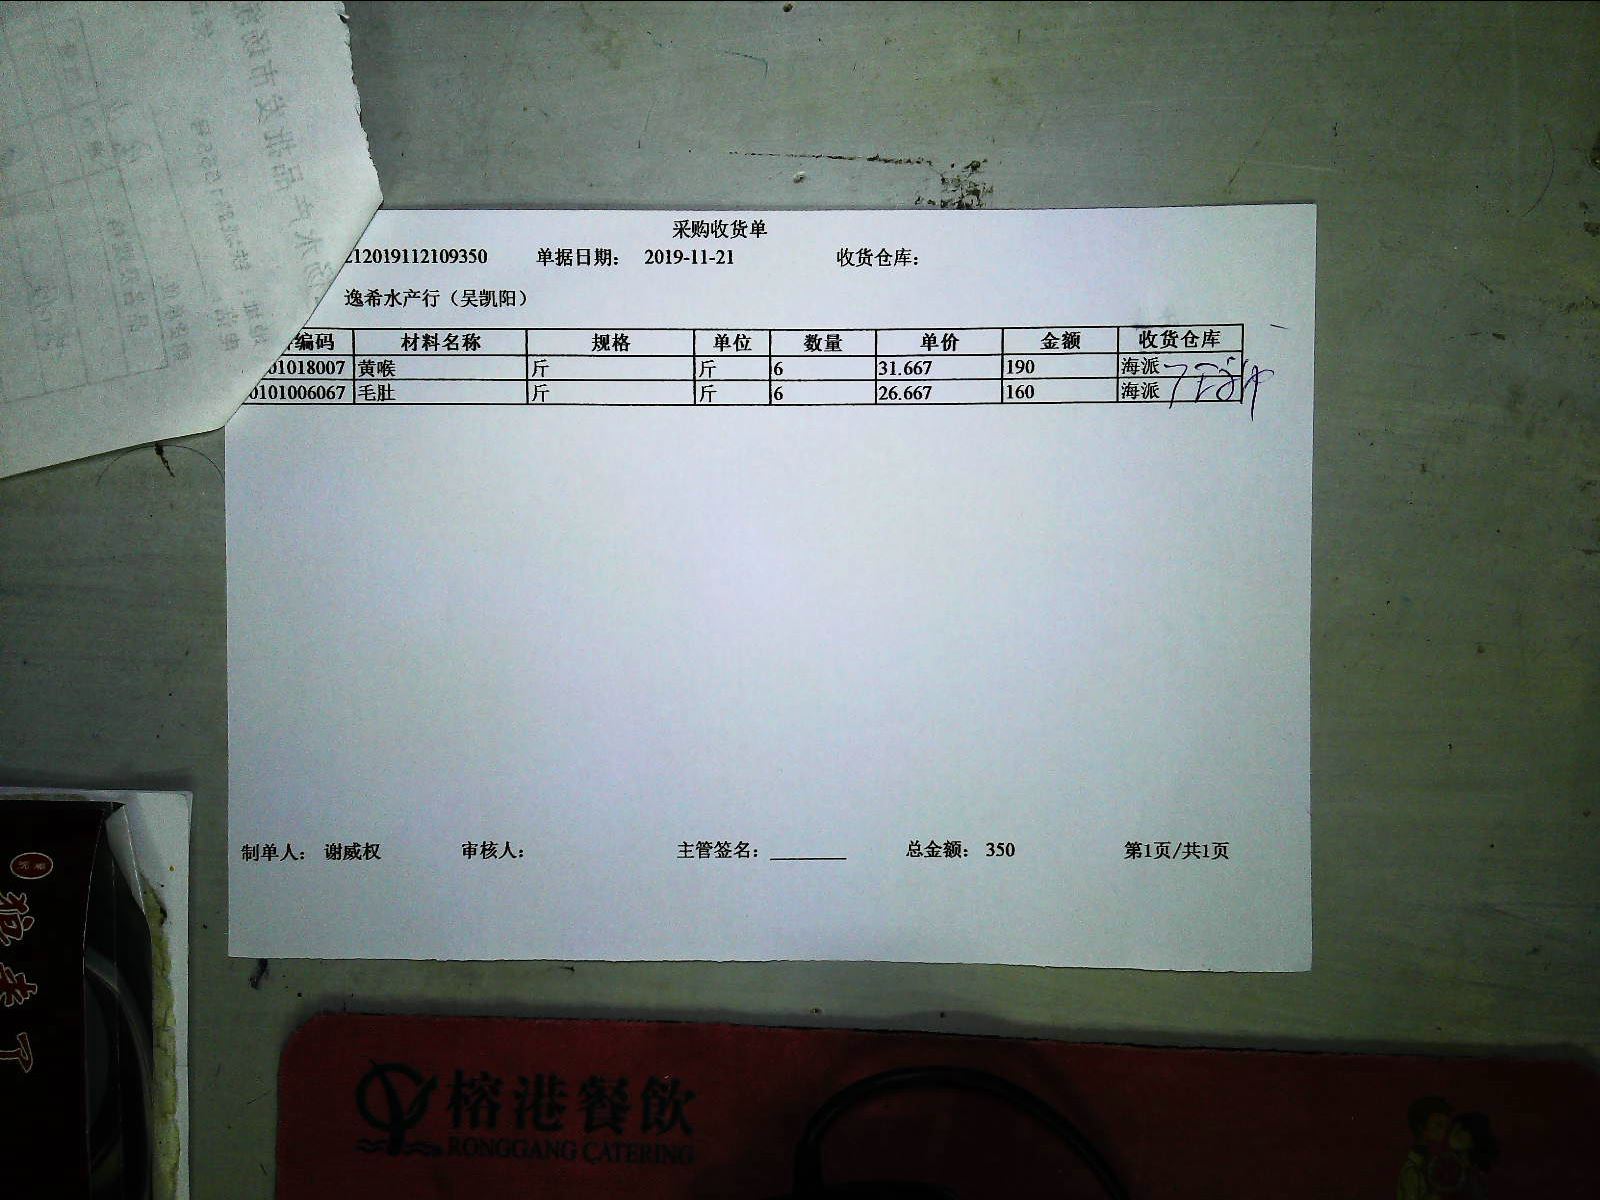 采购收货单
12019112109350 单据日期： 2019-11-21 收货仓库：
逸希水产行（吴凯阳）
编码 材料名称 规格 单位 数量 单价 金额 收货仓库
01018007 黄喉 斤 斤 6 31.667 190 海派
0101006067 毛肚 斤 斤 6 26.667 160 海派
制单人： 谢威权 审核人： 主管签名： 总金额： 350 第1页/共1页
榕港餐飲
RONGGANG CATERING